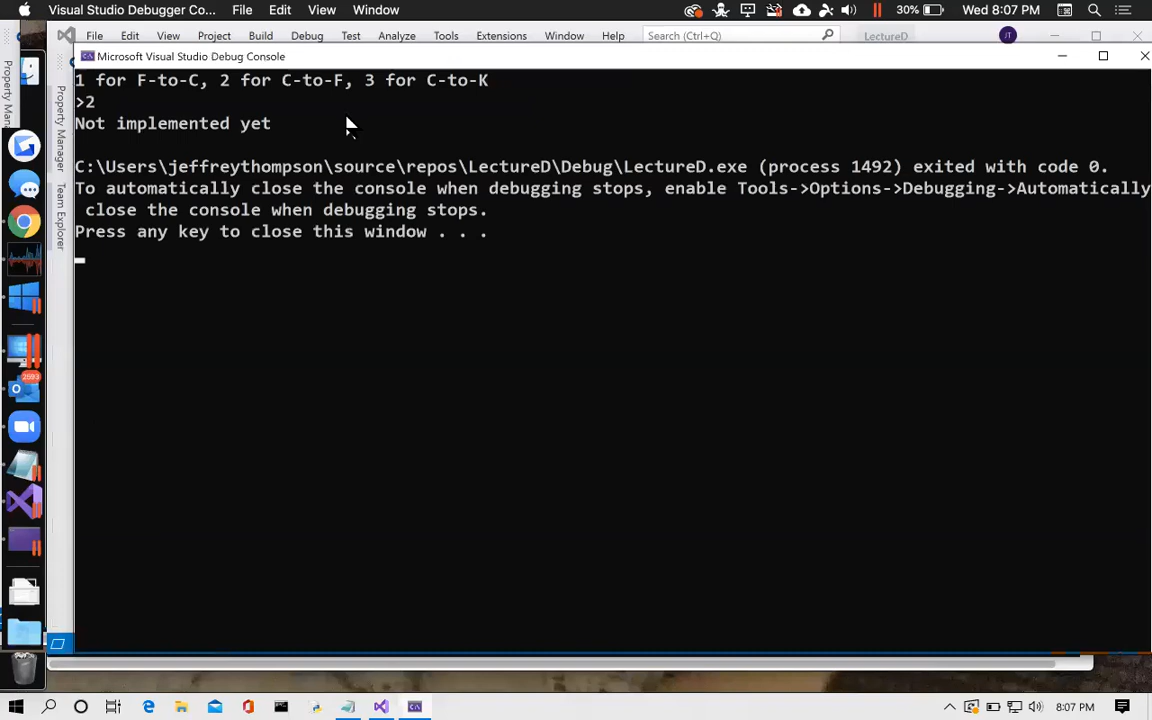 Visual Studio Debugger Co... File Edit View Window 30% Wed 8:07 PM
File Edit View Project Build Debug Test Analyze Tools Extensions Window Help Search (Ctrl+Q) LectureD JT
Microsoft Visual Studio Debug Console
1 for F-to-C, 2 for C-to-F, 3 for C-to-K
>2
Not implemented yet
C:\Users\jeffreythompson\source\repos\LectureD\Debug\LectureD.exe (process 1492) exited with code 0.
To automatically close the console when debugging stops, enable Tools->Options->Debugging->Automatically
close the console when debugging stops.
Press any key to close this window . . .
Property Manager
Team Explorer
Property Mana
2593
8:07 PM